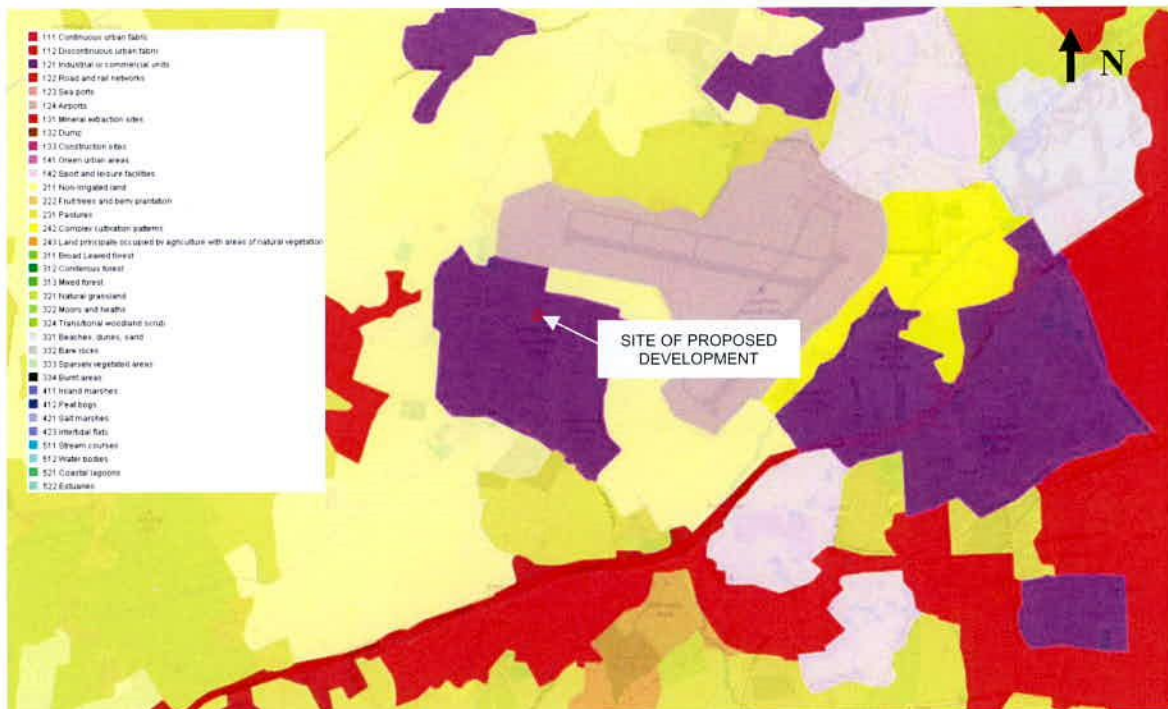 111 Continuous urban fabric
112 Discontinuous urban fabric
121 Industrial or commercial units
122 Road and rail networks
123 Sea ports
124 Airports
131 Mineral extraction sites
132 Dump
133 Construction sites
141 Green urban areas
142 Sport and leisure facilities
211 Non-Irrigated land
222 Fruit trees and berry plantation
231 Pastures
242 Complex cultivation patterns
243 Land principally occupied by agriculture with areas of natural vegetation
311 Broad Leaved forest
312 Coniferous forest
313 Mixed forest
321 Natural grassland
322 Moors and heaths
324 Transitional woodland scrub
331 Beaches, dunes, sand
332 Bare rocks
333 Sparsely vegetated areas
334 Burnt areas
411 Inland marshes
412 Peat bogs
421 Salt marshes
423 Intertidal flats
511 Stream courses
512 Water bodies
521 Coastal lagoons
522 Estuaries
N
SITE OF PROPOSED
DEVELOPMENT